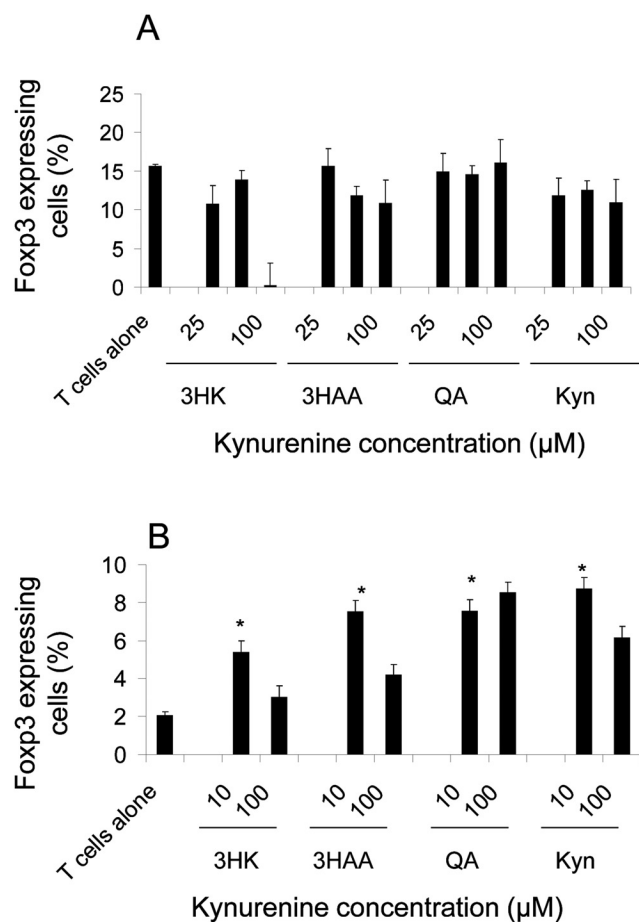 A
25
20
15
10
5
0
Foxp3 expressing
cells (%)
T cells alone
25 100 25 100 25 100 25 100
3HK 3HAA QA Kyn
Kynurenine concentration (µM)
B
10
8
6
4
2
0
Foxp3 expressing
cells (%)
* * * *
T cells alone
10 100 10 100 10 100 10 100
3HK 3HAA QA Kyn
Kynurenine concentration (µM)